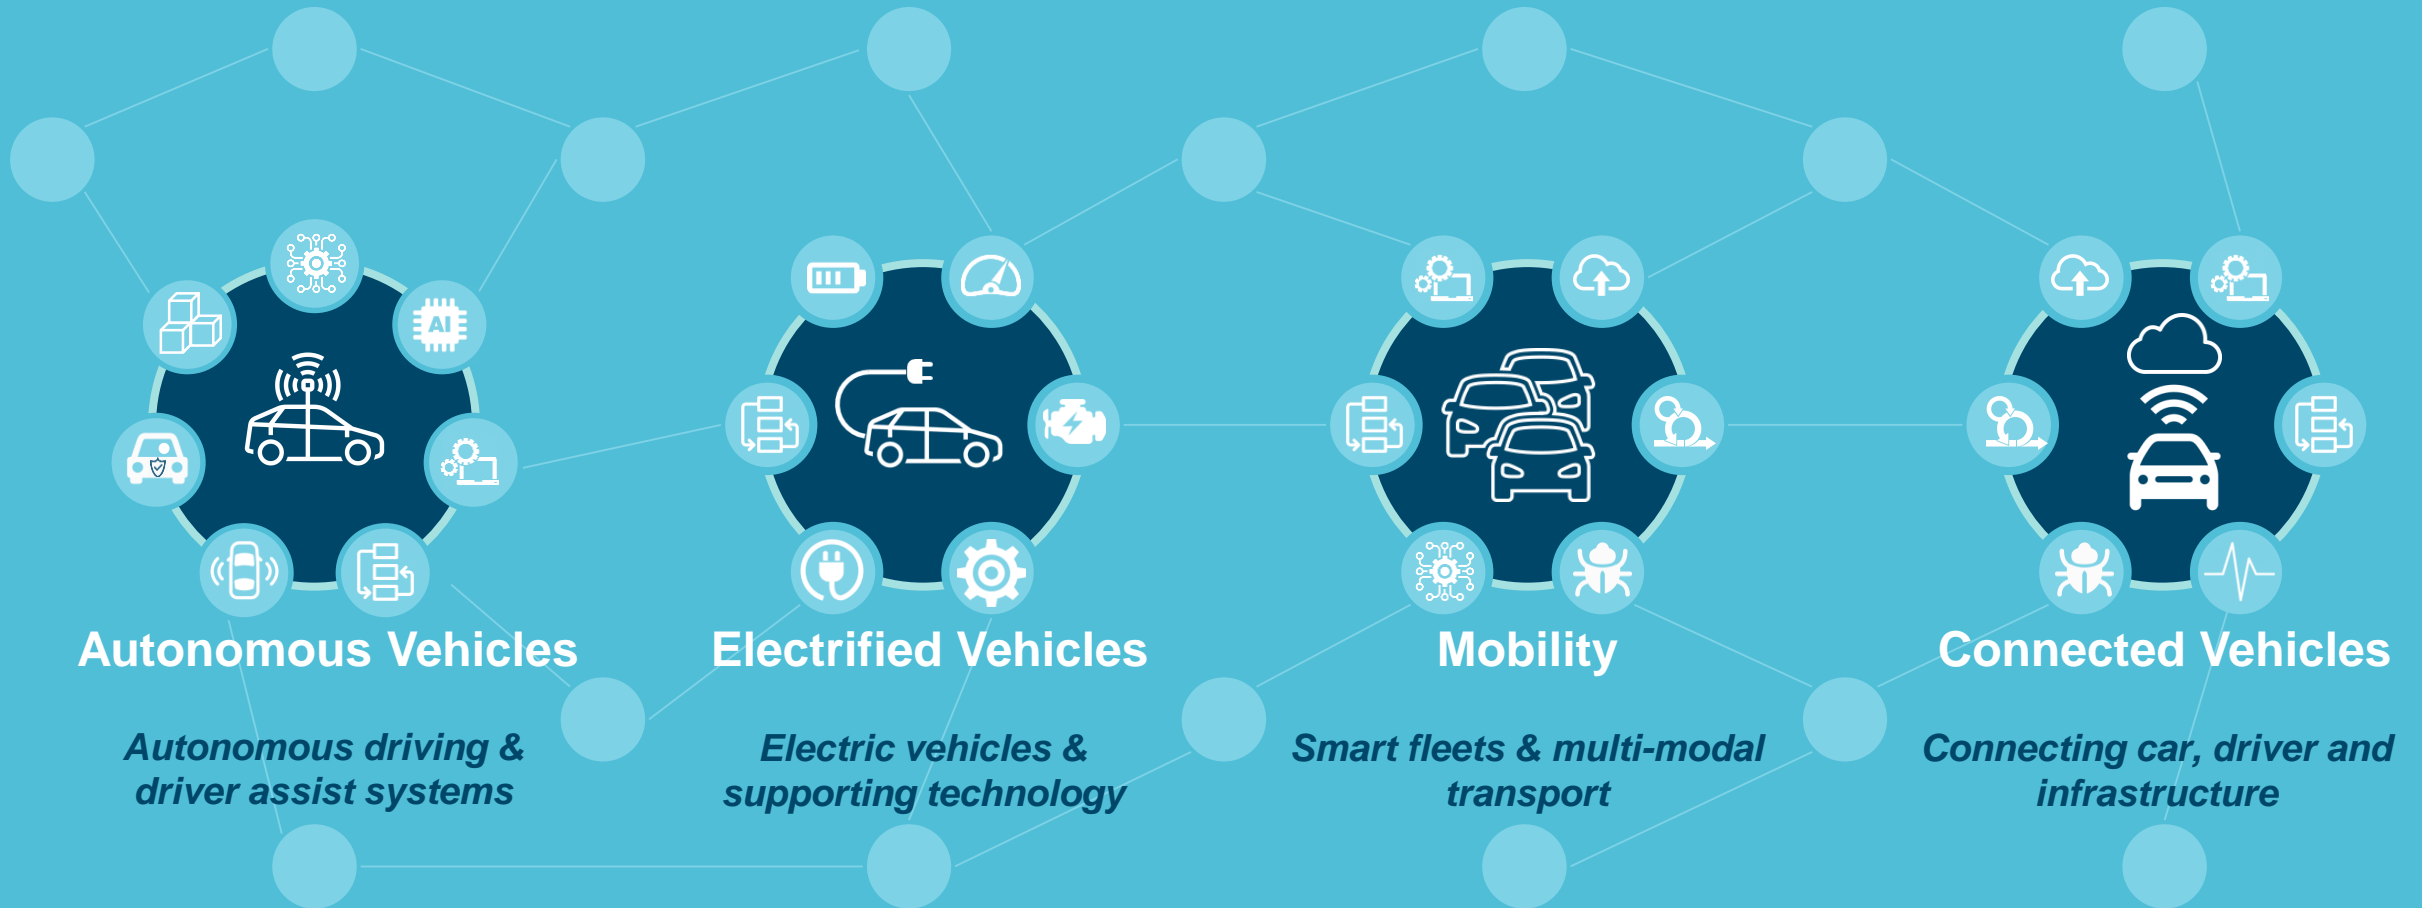 AI
Autonomous Vehicles
Autonomous driving &
driver assist systems
Electrified Vehicles
Electric vehicles &
supporting technology
Mobility
Smart fleets & multi-modal
transport
Connected Vehicles
Connecting car, driver and
infrastructure